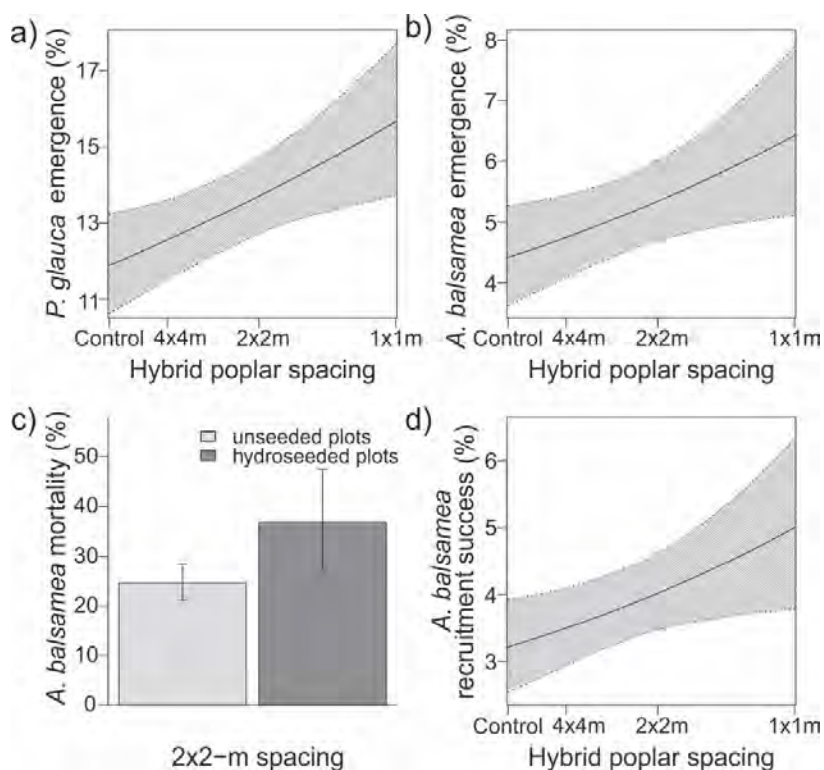 a)
P. glauca emergence (%)
17
15
13
11
Control 4x4m 2x2m 1x1m
Hybrid poplar spacing
b)
A. balsamea ermergence (%)
8
7
6
5
4
Control 4x4m 2x2m 1x1m
Hybrid poplar spacing
c)
A. balsamea mortality (%)
50
40
30
20
10
0
unseeded plots
hydroseeded plots
2x2−m spacing
d)
A. balsamea
recruitment success (%)
6
5
4
3
Control 4x4m 2x2m 1x1m
Hybrid poplar spacing